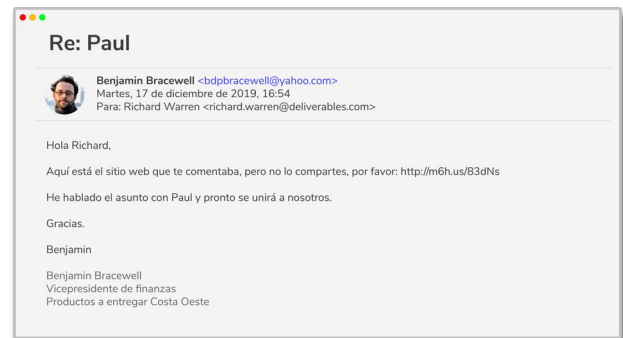 Re: Paul
Benjamin Bracewell <bdpbracewell@yahoo.com>
Martes, 17 de diciembre de 2019, 16:54
Para: Richard Warren <richard.warren@deliverables.com>
Hola Richard,
Aquí está el sitio web que te comentaba, pero no lo compartes, por favor: http://m6h.us/83dNs
He hablado el asunto con Paul y pronto se unirá a nosotros.
Gracias.
Benjamin
Benjamin Bracewell
Vicepresidente de finanzas
Productos a entregar Costa Oeste